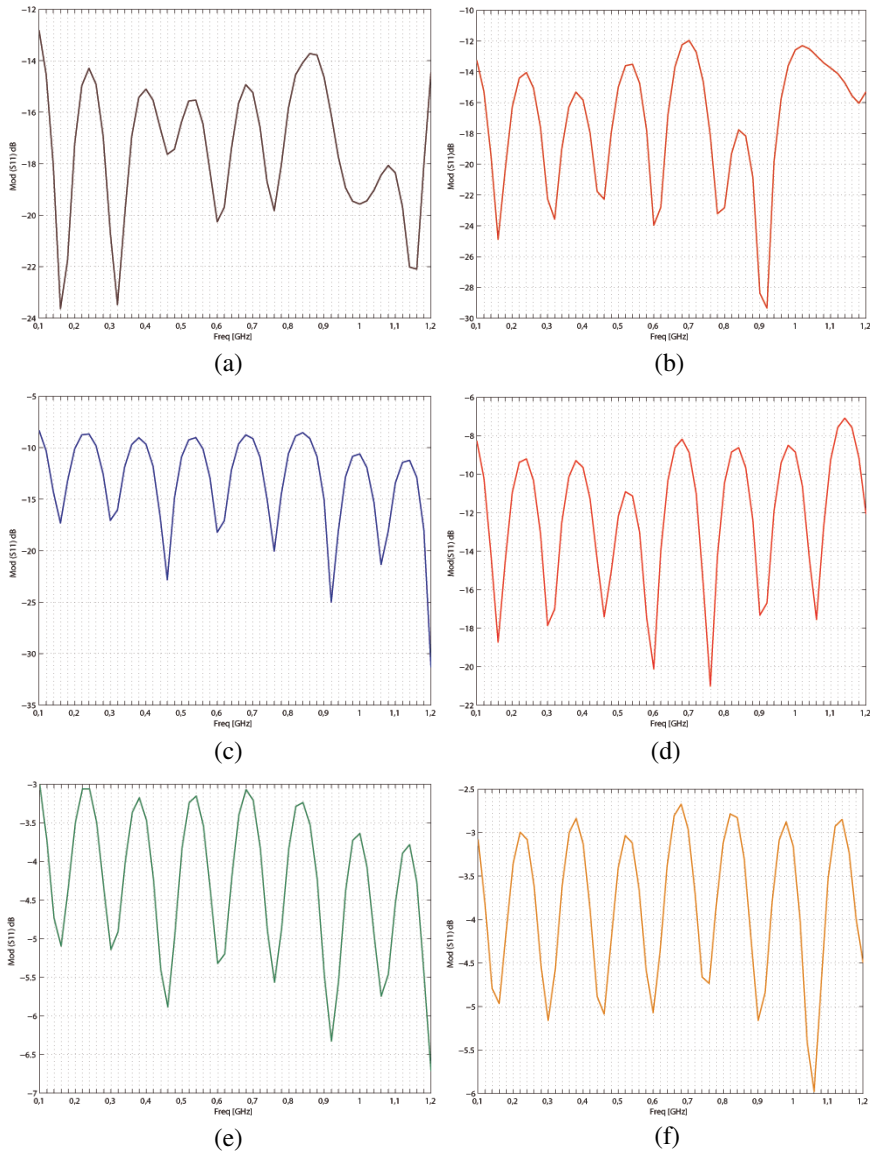 −12
−14
−16
−18
−20
−22
−24
Mod (S11) dB
0,1 0,2 0,3 0,4 0,5 0,6 0,7 0,8 0,9 1 1,1 1,2
Freq [GHz]
(a)
−10
−12
−14
−16
−18
−20
−22
−24
−26
−28
−30
Mod (S11)dB
0,1 0,2 0,3 0,4 0,5 0,6 0,7 0,8 0,9 1 1,1 1,2
Freq [GHz]
(b)
−5
−10
−15
−20
−25
−30
−35
Mod (S11) dB
0,1 0,2 0,3 0,4 0,5 0,6 0,7 0,8 0,9 1 1,1 1,2
Freq [GHz]
(c)
−6
−8
−10
−12
−14
−16
−18
−20
−22
Mod(S11) dB
0,1 0,2 0,3 0,4 0,5 0,6 0,7 0,8 0,9 1 1,1 1,2
Freq [GHz]
(d)
−3
−3.5
−4
−4.5
−5
−5.5
−6
−6.5
−7
Mod (S11) dB
0,1 0,2 0,3 0,4 0,5 0,6 0,7 0,8 0,9 1 1,1 1,2
Freq [GHz]
(e)
−2.5
−3
−3.5
−4
−4.5
−5
−5.5
−6
Mod (S11) dB
0,1 0,2 0,3 0,4 0,5 0,6 0,7 0,8 0,9 1 1,1 1,2
Freq [GHz]
(f)